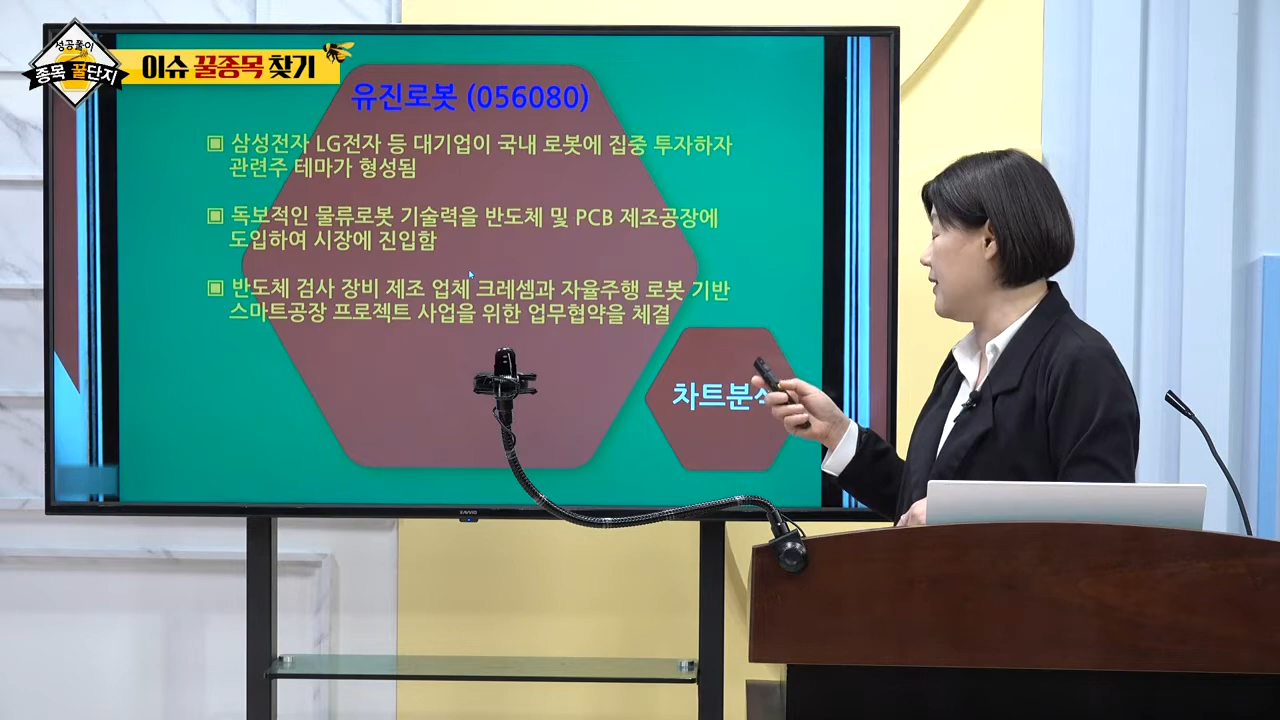 성공풀이
종목 꿀단지
이슈 꿀종목 찾기
유진로봇 (056080)
▣ 삼성전자 LG전자 등 대기업이 국내 로봇에 집중 투자하자
관련주 테마가 형성됨
▣ 독보적인 물류로봇 기술력을 반도체 및 PCB 제조공장에
도입하여 시장에 진입함
▣ 반도체 검사 장비 제조 업체 크레셈과 자율주행 로봇 기반
스마트공장 프로젝트 사업을 위한 업무협약을 체결
차트분석